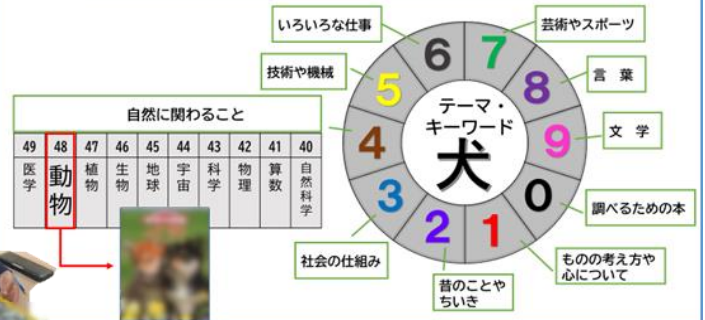 いろいろな仕事
芸術やスポーツ
技術や機械
言 葉
自然に関わること
文 学
調べるための本
ものの考え方や
心について
昔のことや
ちいき
社会の仕組み
テーマ・
キーワード
犬
6
7
8
9
0
1
2
3
4
5
49 48 47 46 45 44 43 42 41 40
医学 動物 植物 生物 地球 宇宙 科学 物理 算数 自然科学